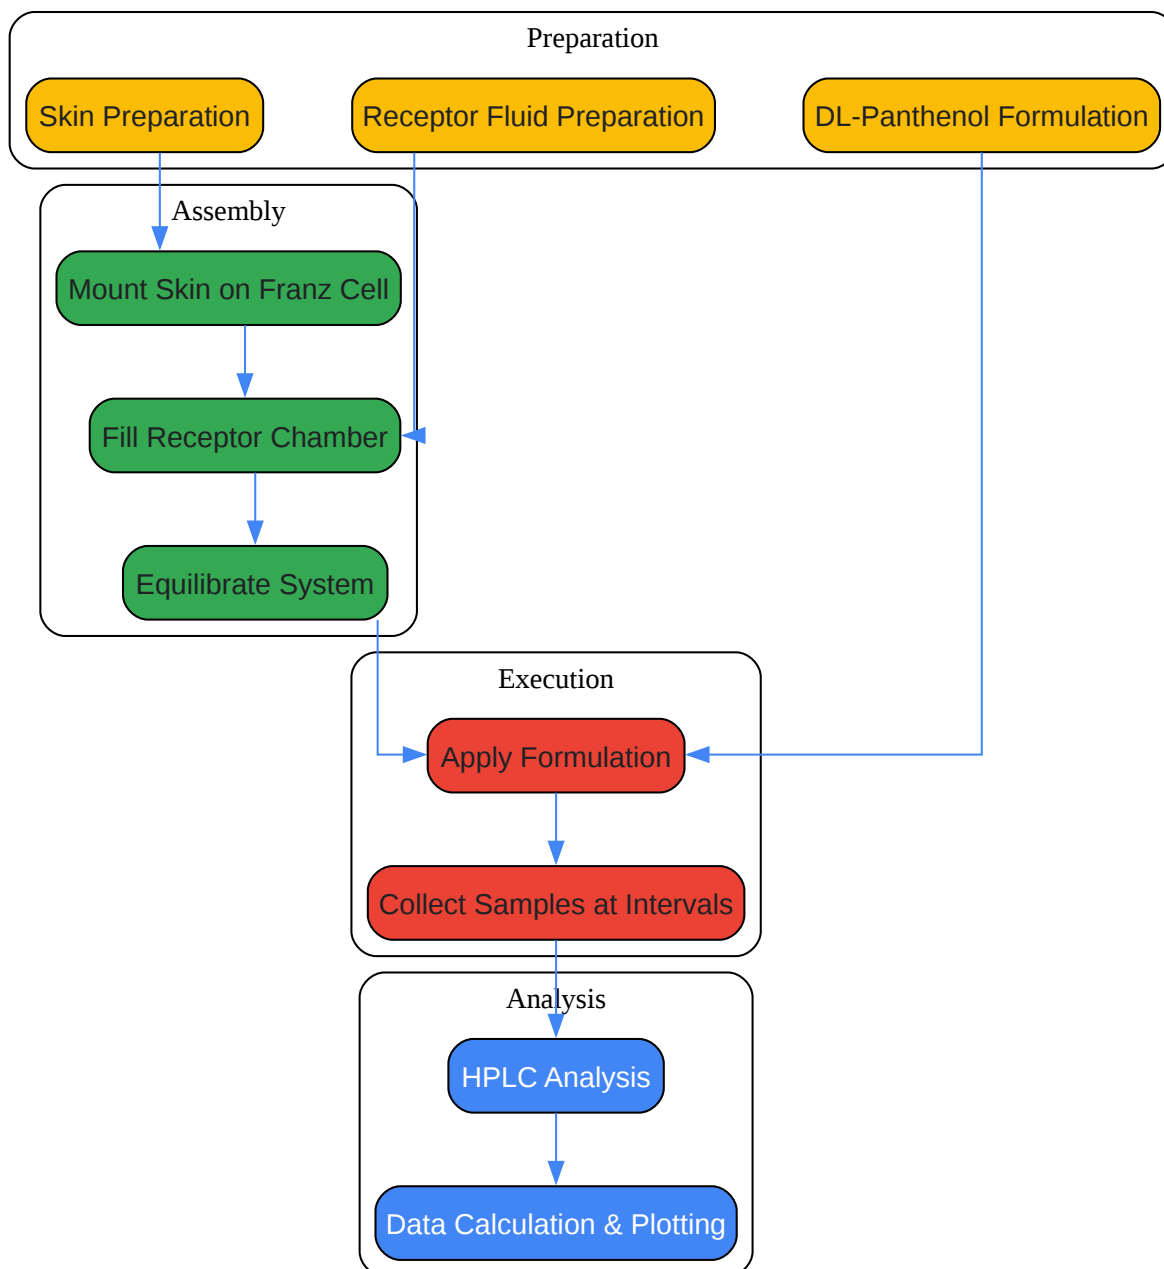 Preparation
Skin Preparation
Receptor Fluid Preparation
DL-Panthenol Formulation
Assembly
Mount Skin on Franz Cell
Fill Receptor Chamber
Equilibrate System
Execution
Apply Formulation
Collect Samples at Intervals
Analysis
HPLC Analysis
Data Calculation & Plotting